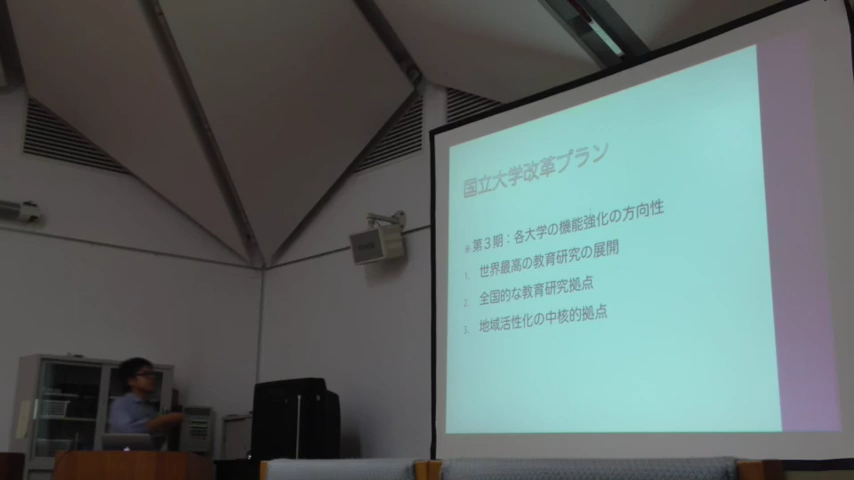 国立大学改革プラン
※ 第3期：各大学の機能強化の方向性
1. 世界最高の教育研究の展開
2. 全国的な教育研究拠点
3. 地域活性化の中核的拠点